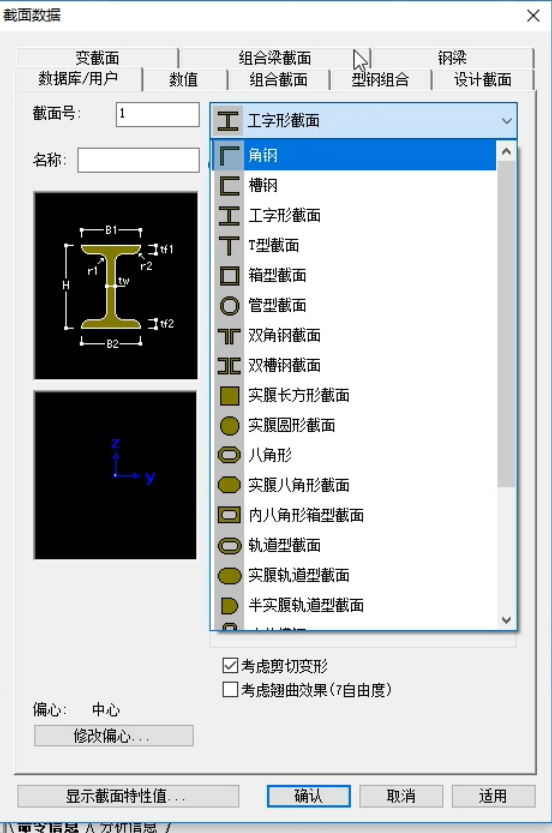 截面数据
变截面 组合梁截面 钢梁
数据库/用户 数值 组合截面 型钢组合 设计截面
截面号: 1 工字形截面
名称:
角钢
槽钢
工字形截面
T型截面
箱型截面
管型截面
双角钢截面
双槽钢截面
实腹长方形截面
实腹圆形截面
八角形
实腹八角形截面
内八角形箱型截面
轨道型截面
实腹轨道型截面
半实腹轨道型截面
B1
tf1
r1 r2
H tw
tf2
B2
z
y
考虑剪切变形
考虑翘曲效果(7自由度)
偏心: 中心
修改偏心...
显示截面特性值... 确认 取消 适用
命令信息 分析信息